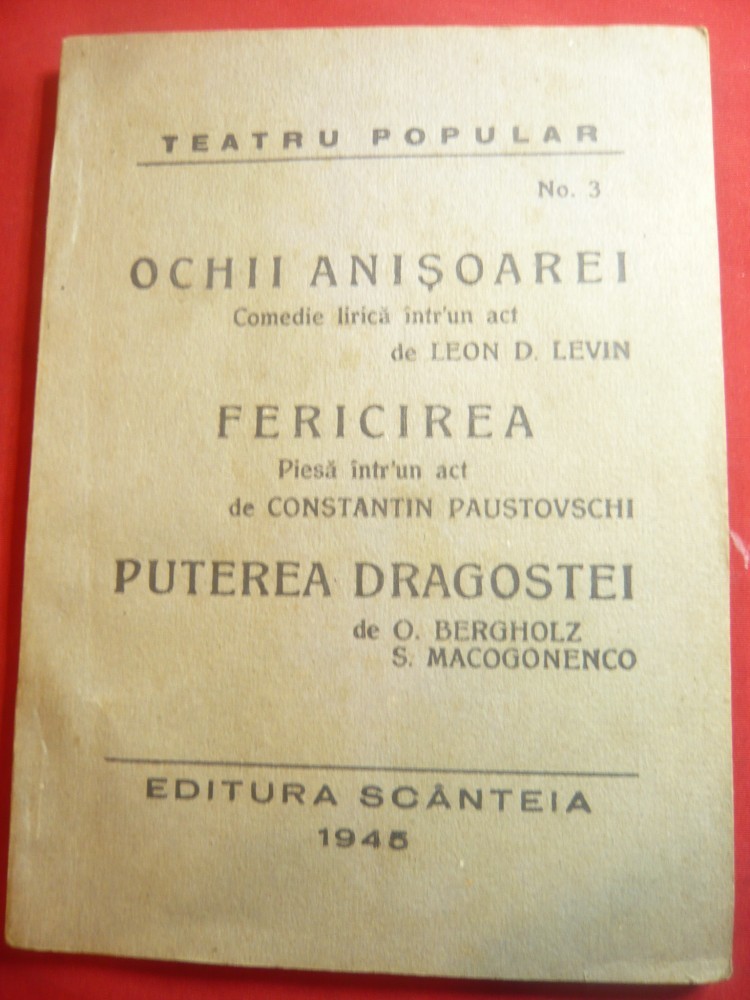 TEATRU POPULAR
No. 3
OCHII ANIȘOAREI
Comedie lirică într'un act
de LEON D. LEVIN
FERICIREA
Piesă într'un act
de CONSTANTIN PAUSTOVSCHI
PUTEREA DRAGOSTEI
de O. BERGHOLZ
S. MACOGONENCO
EDITURA SCÂNTEIA
1945